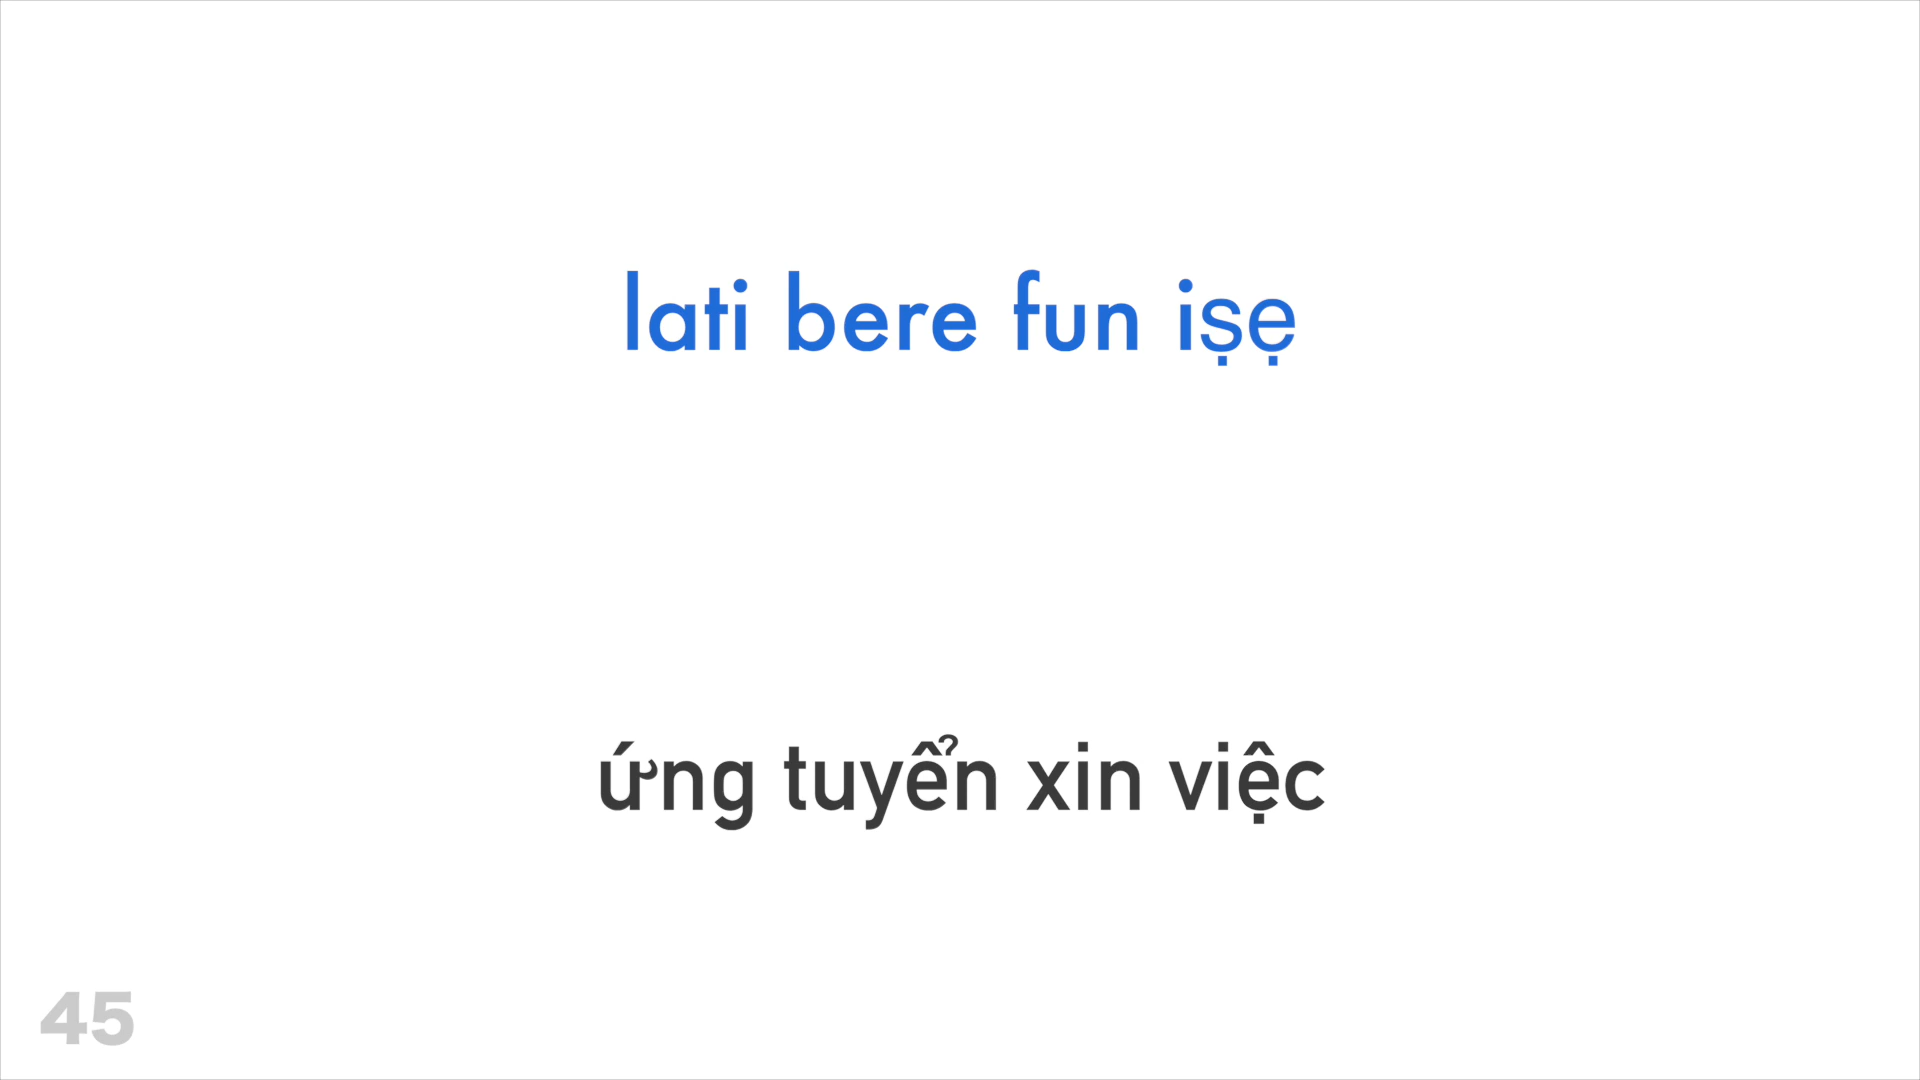 lati bere fun iṣẹ
ứng tuyển xin việc
45